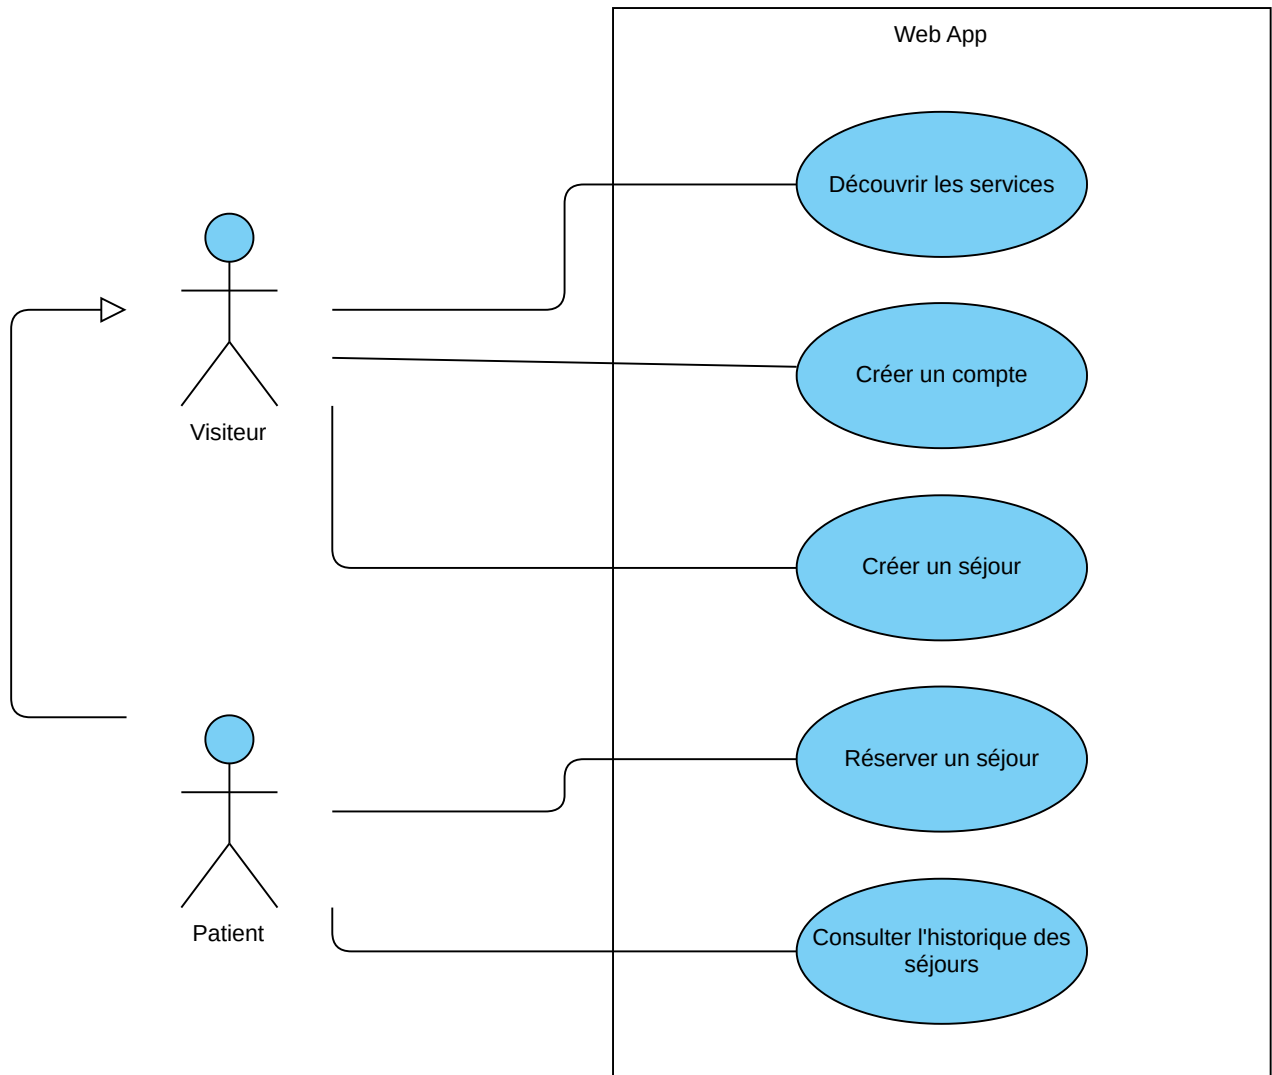 Web App
Découvrir les services
Créer un compte
Visiteur
Créer un séjour
Réserver un séjour
Patient
Consulter l'historique des
séjours